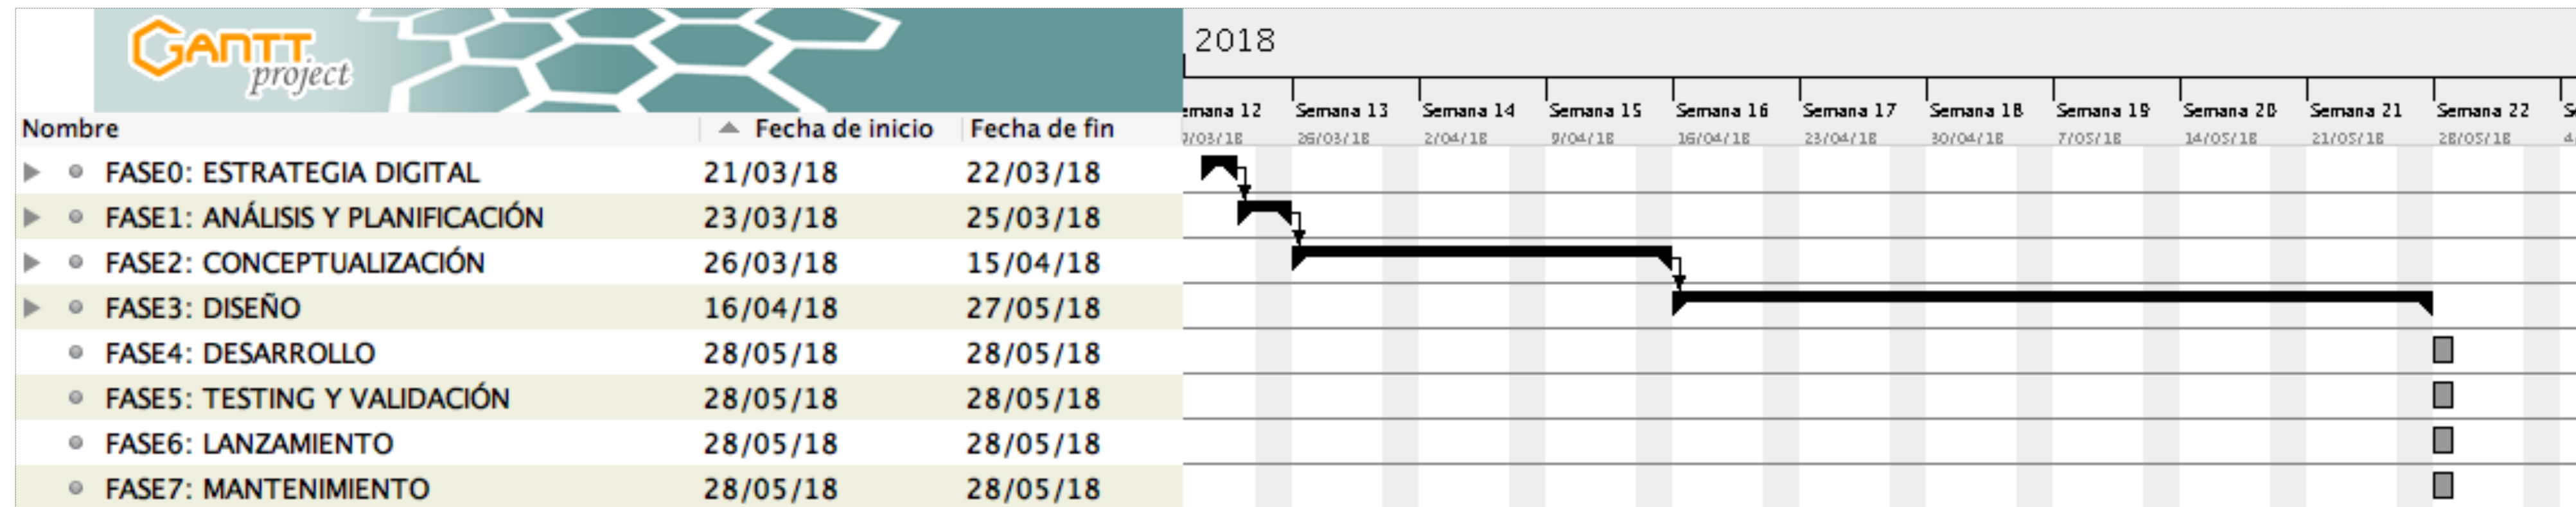 GANTT
project
2018
emana 12 Semana 13 Semana 14 Semana 15 Semana 16 Semana 17 Semana 18 Semana 19 Semana 20 Semana 21 Semana 22
/03/18 26/03/18 2/04/18 9/04/18 16/04/18 23/04/18 30/04/18 7/05/18 14/05/18 21/05/18 28/05/18
Nombre Fecha de inicio Fecha de fin
FASE0: ESTRATEGIA DIGITAL 21/03/18 22/03/18
FASE1: ANÁLISIS Y PLANIFICACIÓN 23/03/18 25/03/18
FASE2: CONCEPTUALIZACIÓN 26/03/18 15/04/18
FASE3: DISEÑO 16/04/18 27/05/18
FASE4: DESARROLLO 28/05/18 28/05/18
FASE5: TESTING Y VALIDACIÓN 28/05/18 28/05/18
FASE6: LANZAMIENTO 28/05/18 28/05/18
FASE7: MANTENIMIENTO 28/05/18 28/05/18